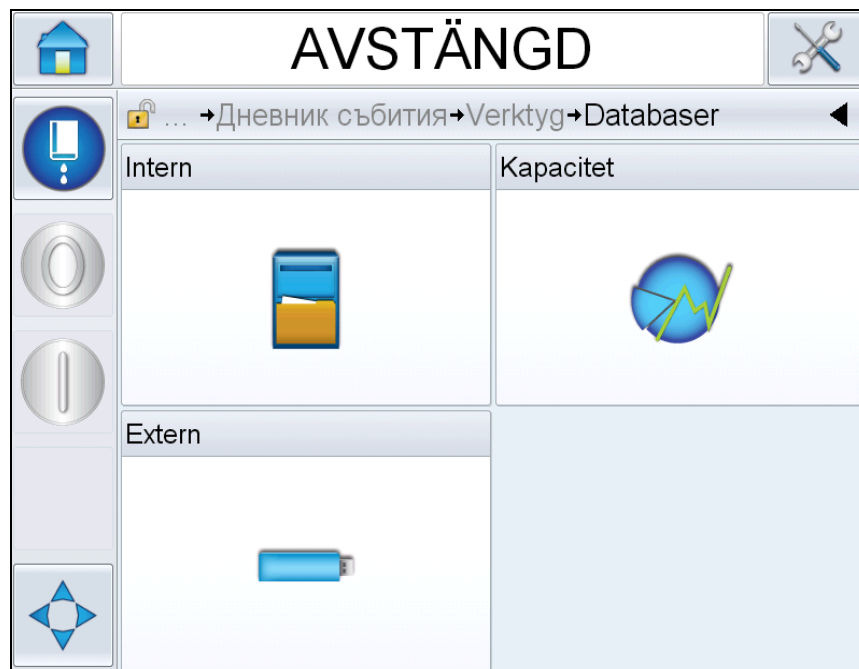 AVSTÄNGD
... →Дневник събития→Verktyg→Databaser
Intern
Kapacitet
Extern